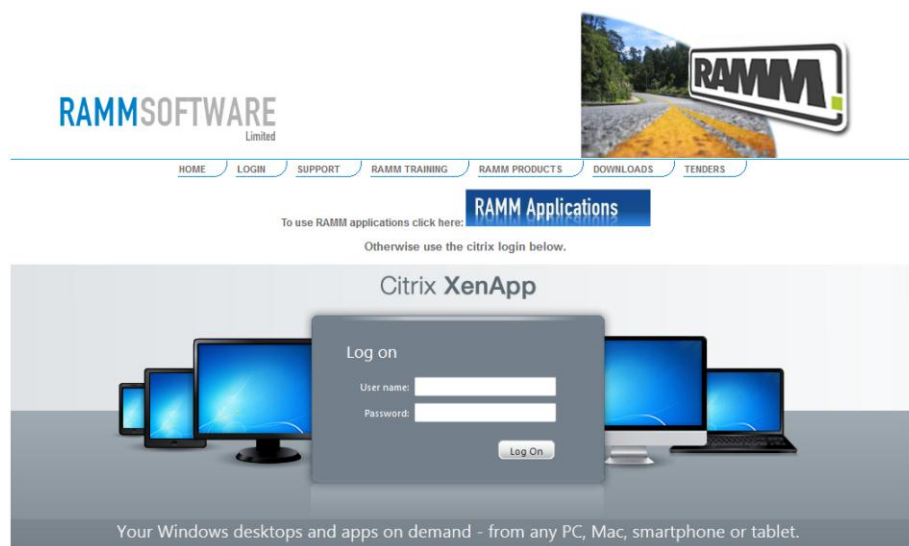 RAMM
RAMMSOFTWARE
Limited
HOME LOGIN SUPPORT RAMM TRAINING RAMM PRODUCTS DOWNLOADS TENDERS
To use RAMM applications click here: RAMM Applications
Otherwise use the citrix login below.
Citrix XenApp
Log on
User name:
Password:
Log On
Your Windows desktops and apps on demand - from any PC, Mac, smartphone or tablet.